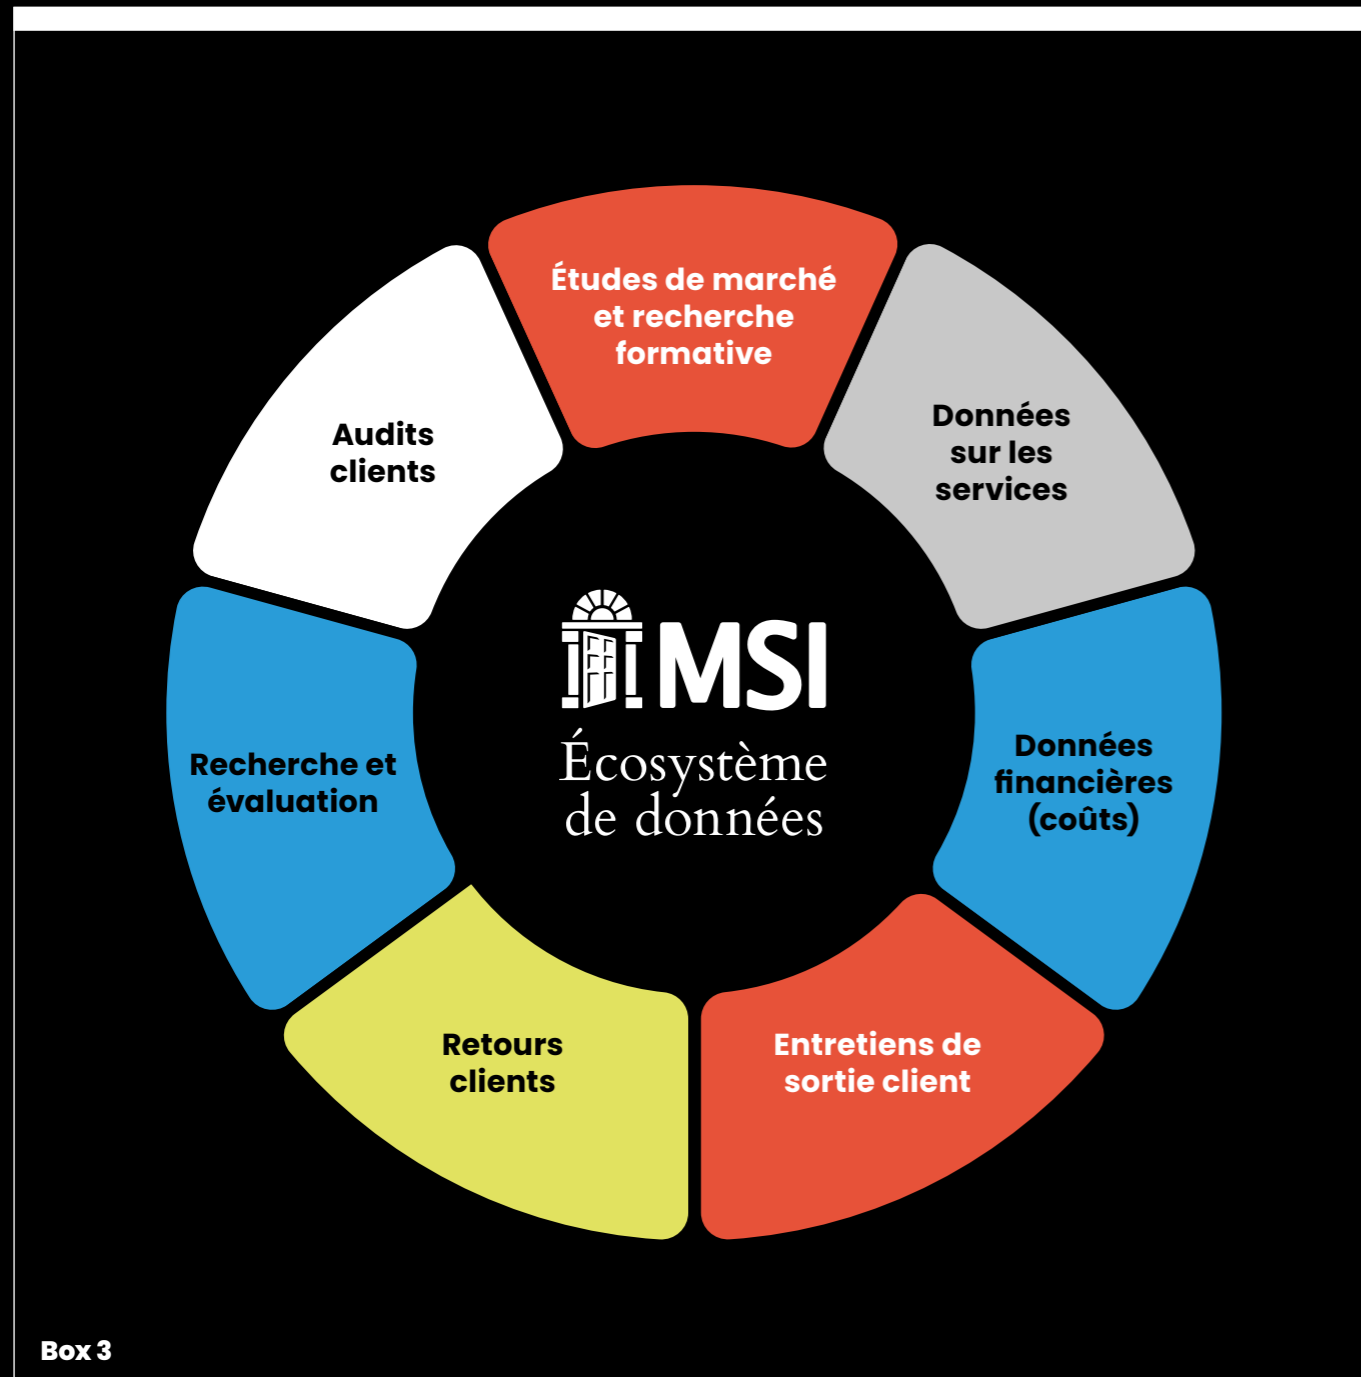 Études de marché
et recherche
formative
Données
sur les
services
Données
financières
(coûts)
Entretiens de
sortie client
Retours
clients
Recherche et
évaluation
Audits
clients
MSI
Écosystème
de données
Box 3